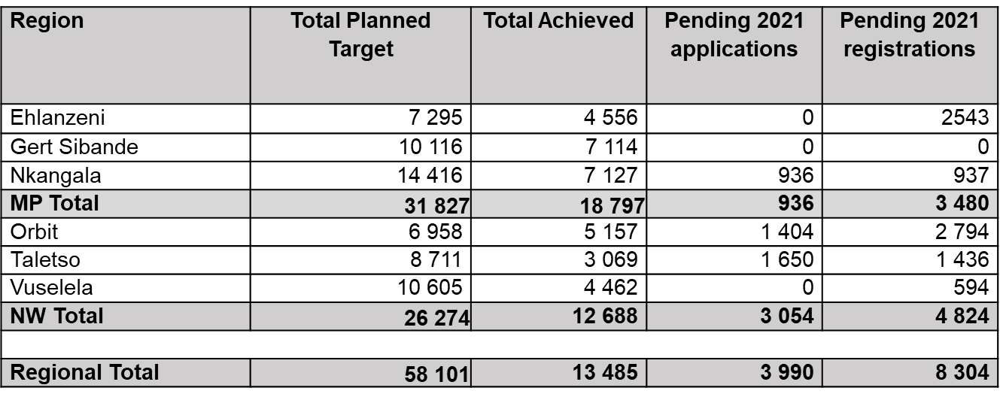 Region Total Planned Target Total Achieved Pending 2021 applications Pending 2021 registrations
Ehlanzeni 7 295 4 556 0 2543
Gert Sibande 10 116 7 114 0 0
Nkangala 14 416 7 127 936 937
MP Total 31 827 18 797 936 3 480
Orbit 6 958 5 157 1 404 2 794
Taletso 8 711 3 069 1 650 1 436
Vuselela 10 605 4 462 0 594
NW Total 26 274 12 688 3 054 4 824
Regional Total 58 101 13 485 3 990 8 304